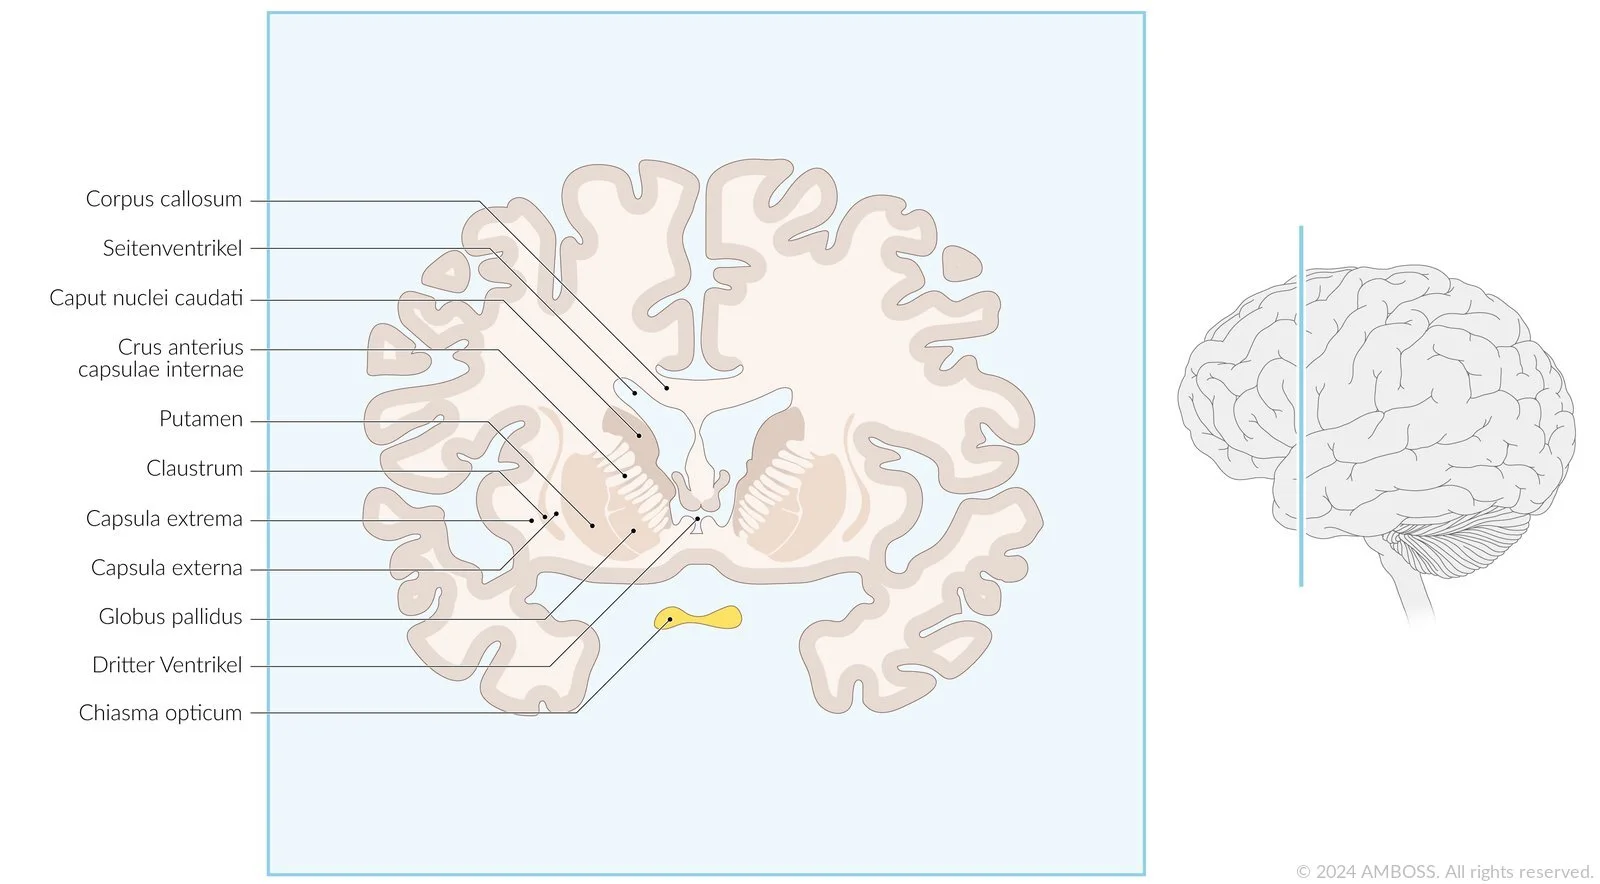 Corpus callosum
Seitenventrikel
Caput nuclei caudati
Crus anterius
capsulae internae
Putamen
Claustrum
Capsula extrema
Capsula externa
Globus pallidus
Dritter Ventrikel
Chiasma opticum
© 2024 AMBOSS. All rights reserved.